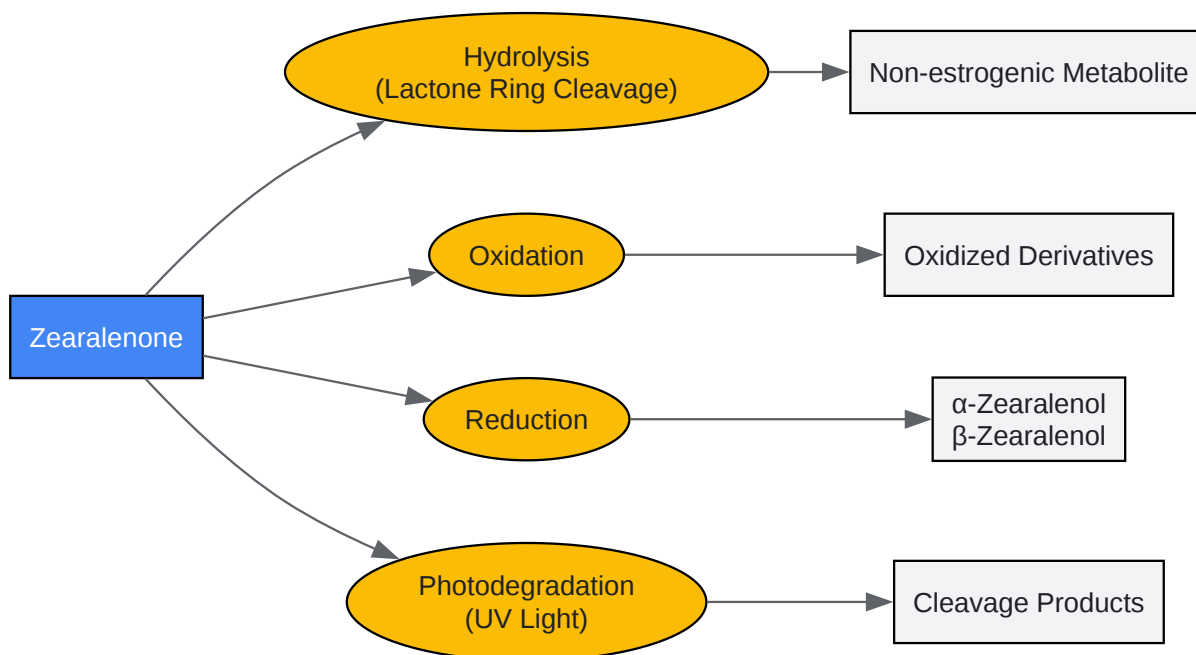 Hydrolysis
(Lactone Ring Cleavage)
Non-estrogenic Metabolite
Oxidation
Oxidized Derivatives
Zearalenone
Reduction
α-Zearalenol
β-Zearalenol
Photodegradation
(UV Light)
Cleavage Products